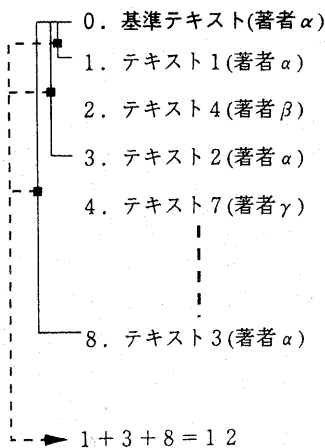 0. 基準テキスト(著者α)
1. テキスト1(著者α)
2. テキスト4(著者β)
3. テキスト2(著者α)
4. テキスト7(著者γ)
8. テキスト3(著者α)
1+3+8=12